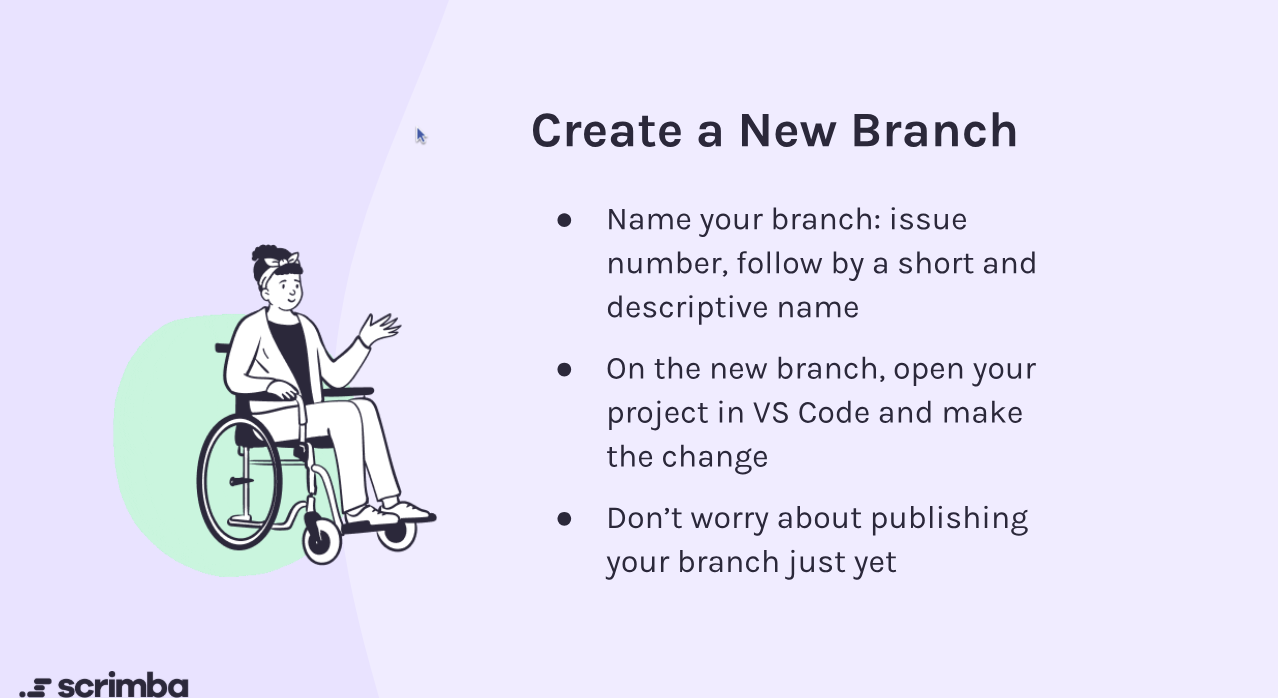 Create a New Branch
● Name your branch: issue
number, follow by a short and
descriptive name
● On the new branch, open your
project in VS Code and make
the change
● Don’t worry about publishing
your branch just yet
scrimba